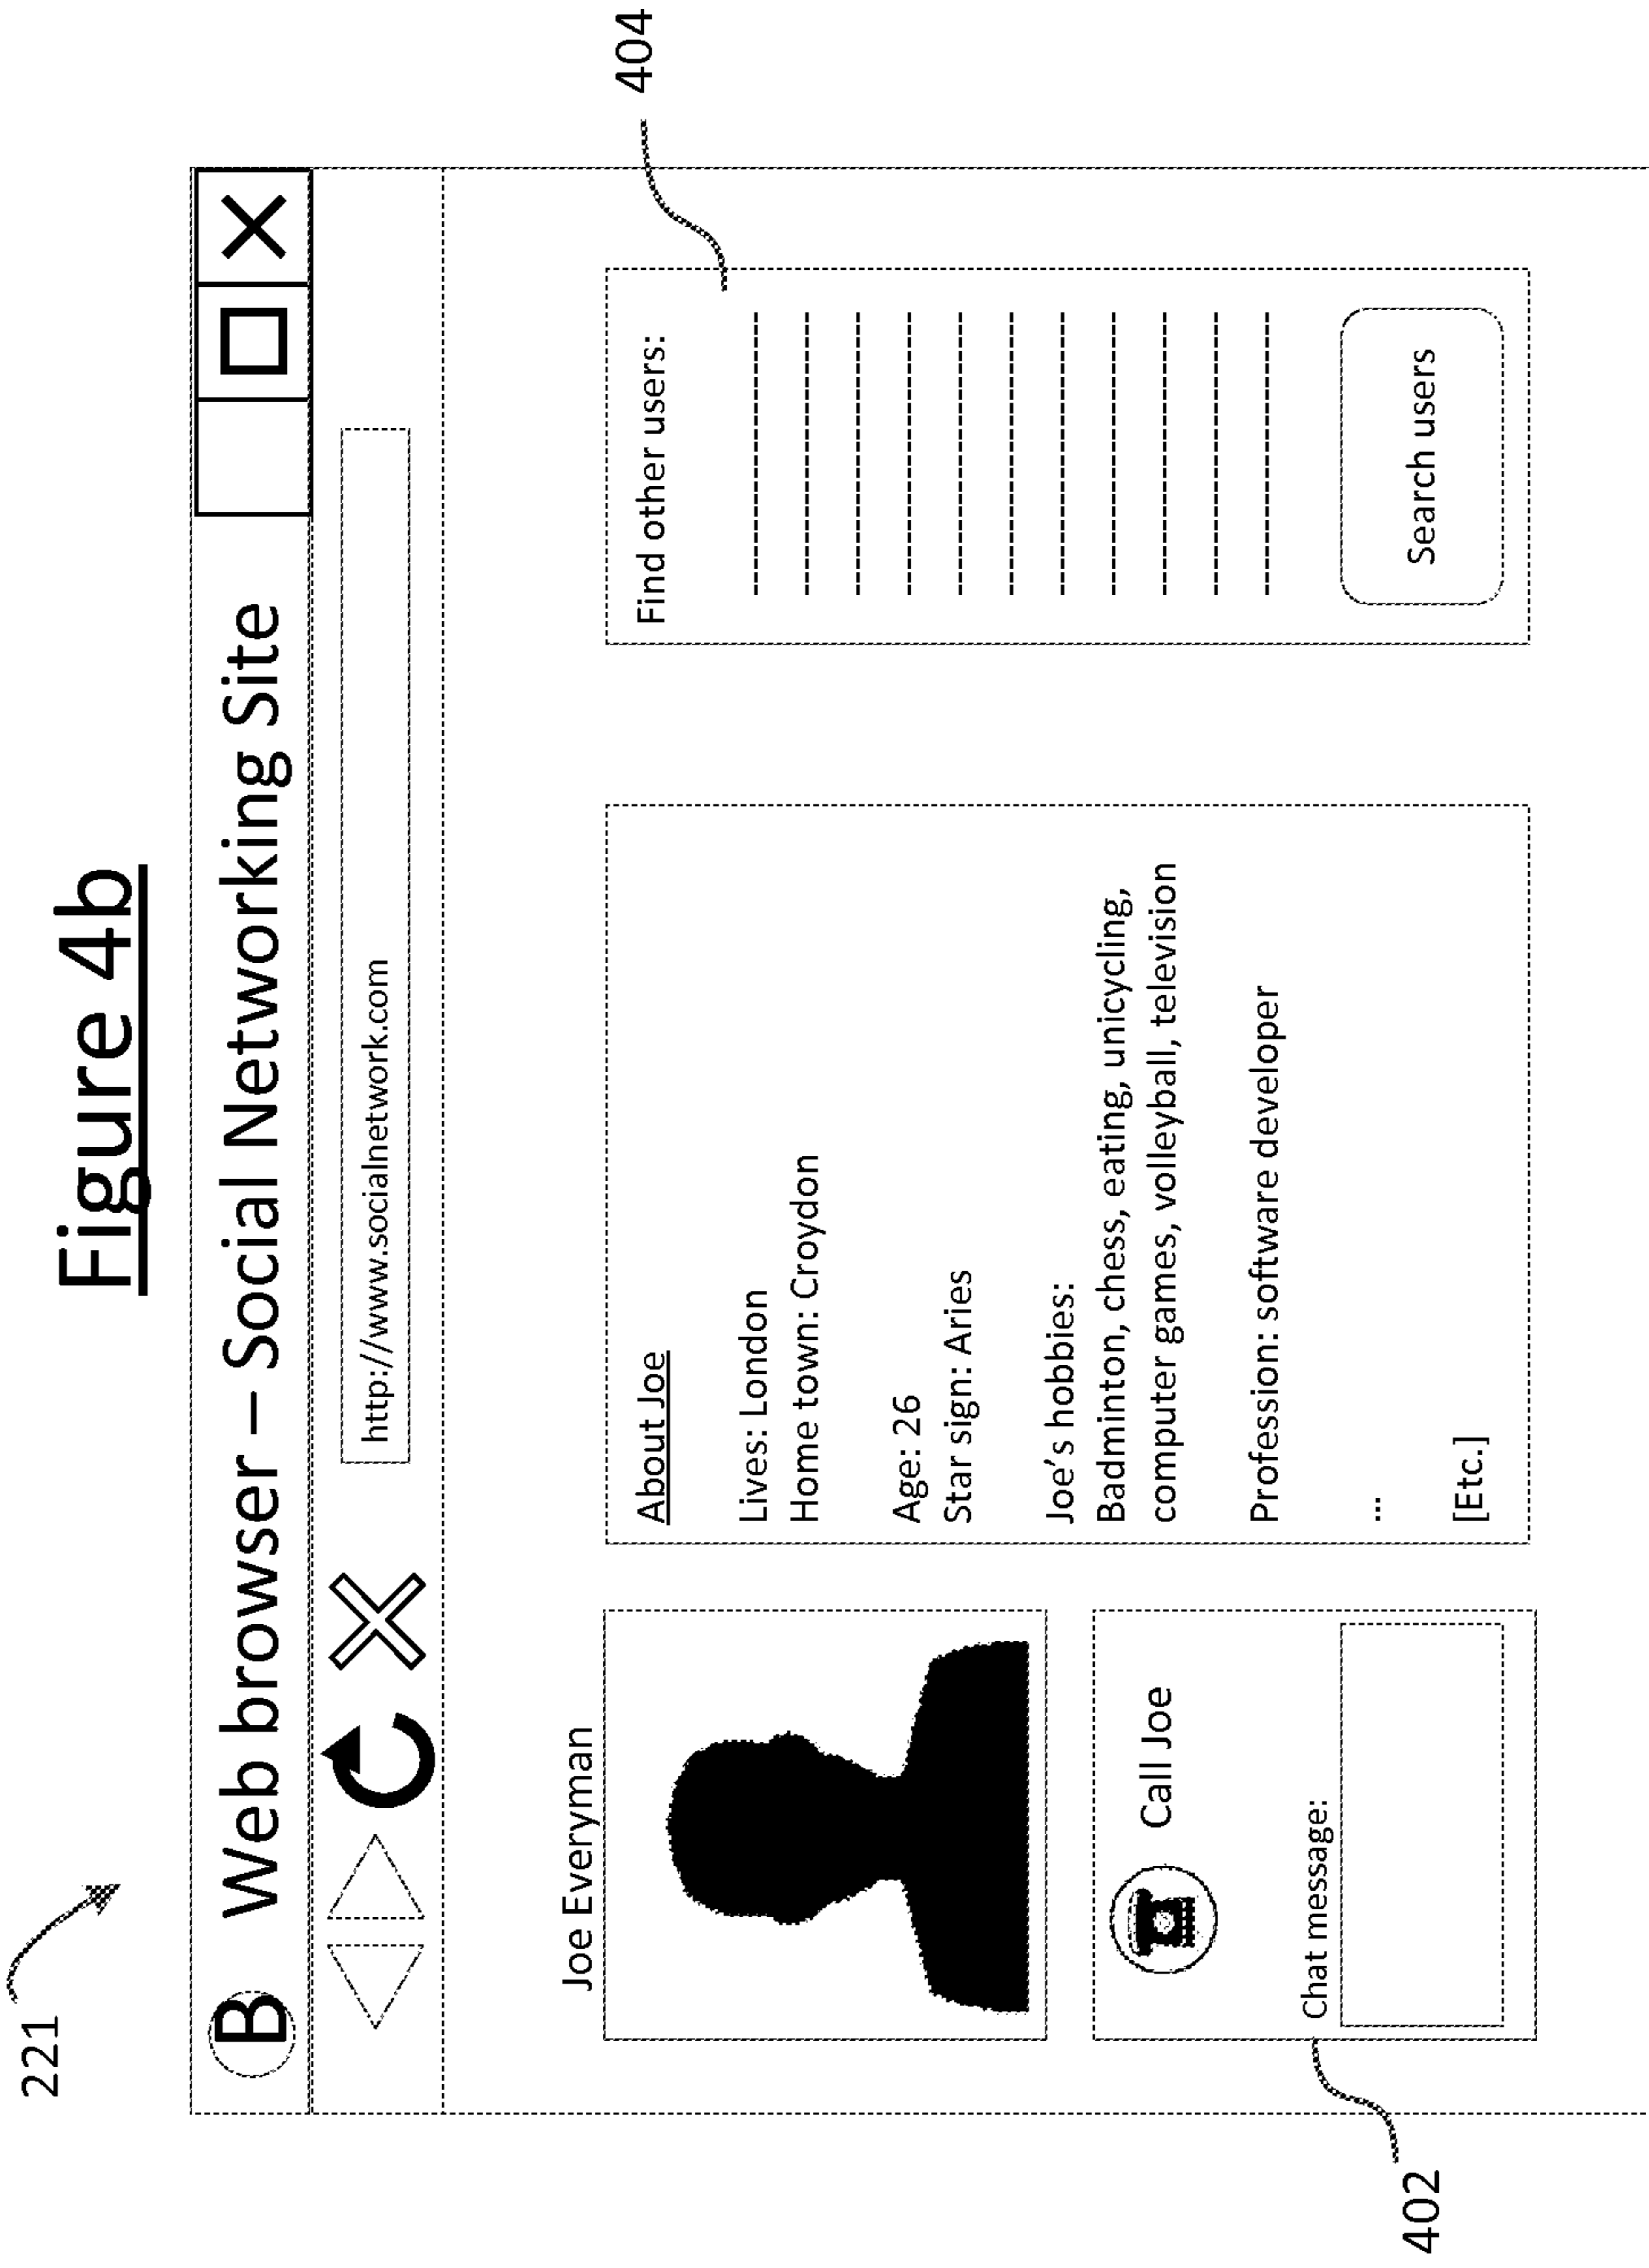 Figure 4b
221
B Web browser – Social Networking Site
http://www.socialnetwork.com
Joe Everyman
Call Joe
Chat message:
402
About Joe
Lives: London
Home town: Croydon
Age: 26
Star sign: Aries
Joe's hobbies:
Badminton, chess, eating, unicycling,
computer games, volleyball, television
Profession: software developer
...
[Etc.]
404
Find other users:
Search users